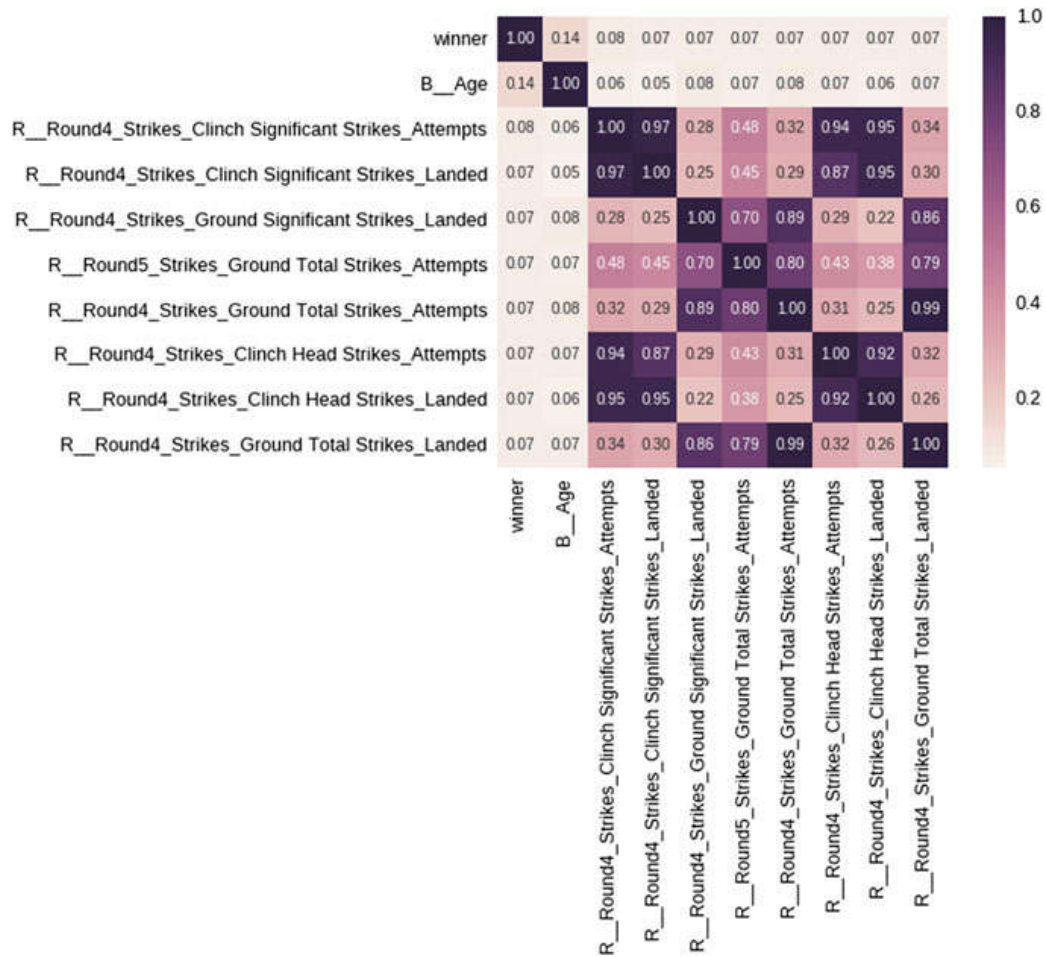 winner 1.00 0.14 0.08 0.07 0.07 0.07 0.07 0.07 0.07 0.07
B__Age 0.14 1.00 0.06 0.05 0.08 0.07 0.08 0.07 0.06 0.07
R__Round4_Strikes_Clinch Significant Strikes_Attempts 0.08 0.06 1.00 0.97 0.28 0.48 0.32 0.94 0.95 0.34
R__Round4_Strikes_Clinch Significant Strikes_Landed 0.07 0.05 0.97 1.00 0.25 0.45 0.29 0.87 0.95 0.30
R__Round4_Strikes_Ground Significant Strikes_Landed 0.07 0.08 0.28 0.25 1.00 0.70 0.89 0.29 0.22 0.86
R__Round5_Strikes_Ground Total Strikes_Attempts 0.07 0.07 0.48 0.45 0.70 1.00 0.80 0.43 0.38 0.79
R__Round4_Strikes_Ground Total Strikes_Attempts 0.07 0.08 0.32 0.29 0.89 0.80 1.00 0.31 0.25 0.99
R__Round4_Strikes_Clinch Head Strikes_Attempts 0.07 0.07 0.94 0.87 0.29 0.43 0.31 1.00 0.92 0.32
R__Round4_Strikes_Clinch Head Strikes_Landed 0.07 0.06 0.95 0.95 0.22 0.38 0.25 0.92 1.00 0.26
R__Round4_Strikes_Ground Total Strikes_Landed 0.07 0.07 0.34 0.30 0.86 0.79 0.99 0.32 0.26 1.00
winner
B__Age
R__Round4_Strikes_Clinch Significant Strikes_Attempts
R__Round4_Strikes_Clinch Significant Strikes_Landed
R__Round4_Strikes_Ground Significant Strikes_Landed
R__Round5_Strikes_Ground Total Strikes_Attempts
R__Round4_Strikes_Ground Total Strikes_Attempts
R__Round4_Strikes_Clinch Head Strikes_Attempts
R__Round4_Strikes_Clinch Head Strikes_Landed
R__Round4_Strikes_Ground Total Strikes_Landed
1.0
0.8
0.6
0.4
0.2